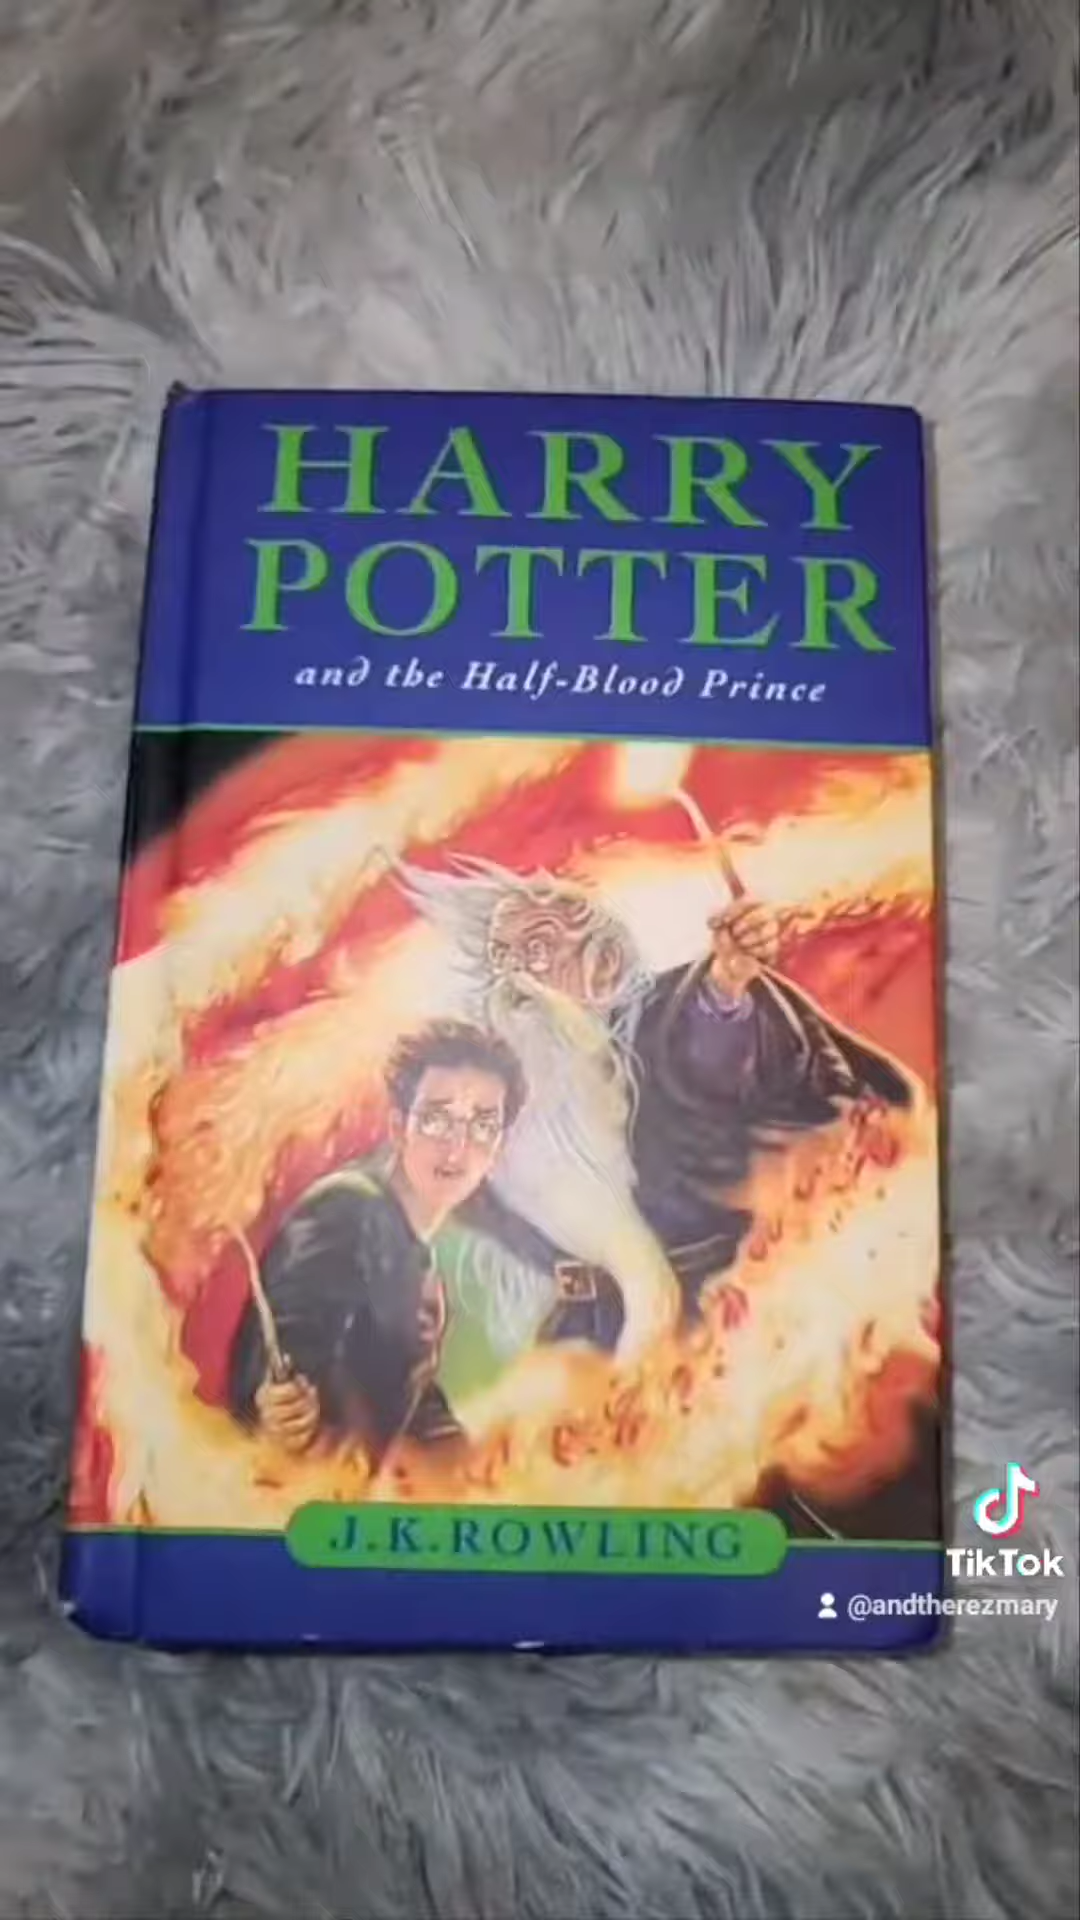 HARRY
POTTER
and the Half-Blood Prince
J.K.ROWLING
TikTok
@andtherezmary